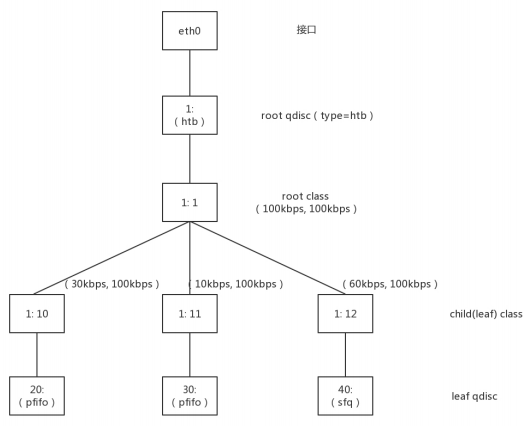 eth0
接口
1:
( htb )
root qdisc ( type=htb )
1: 1
root class
( 100kbps, 100kbps )
( 30kbps, 100kbps )
( 10kbps, 100kbps )
( 60kbps, 100kbps )
1: 10
1: 11
1: 12
child(leaf) class
20:
( pfifo )
30:
( pfifo )
40:
( sfq )
leaf qdisc